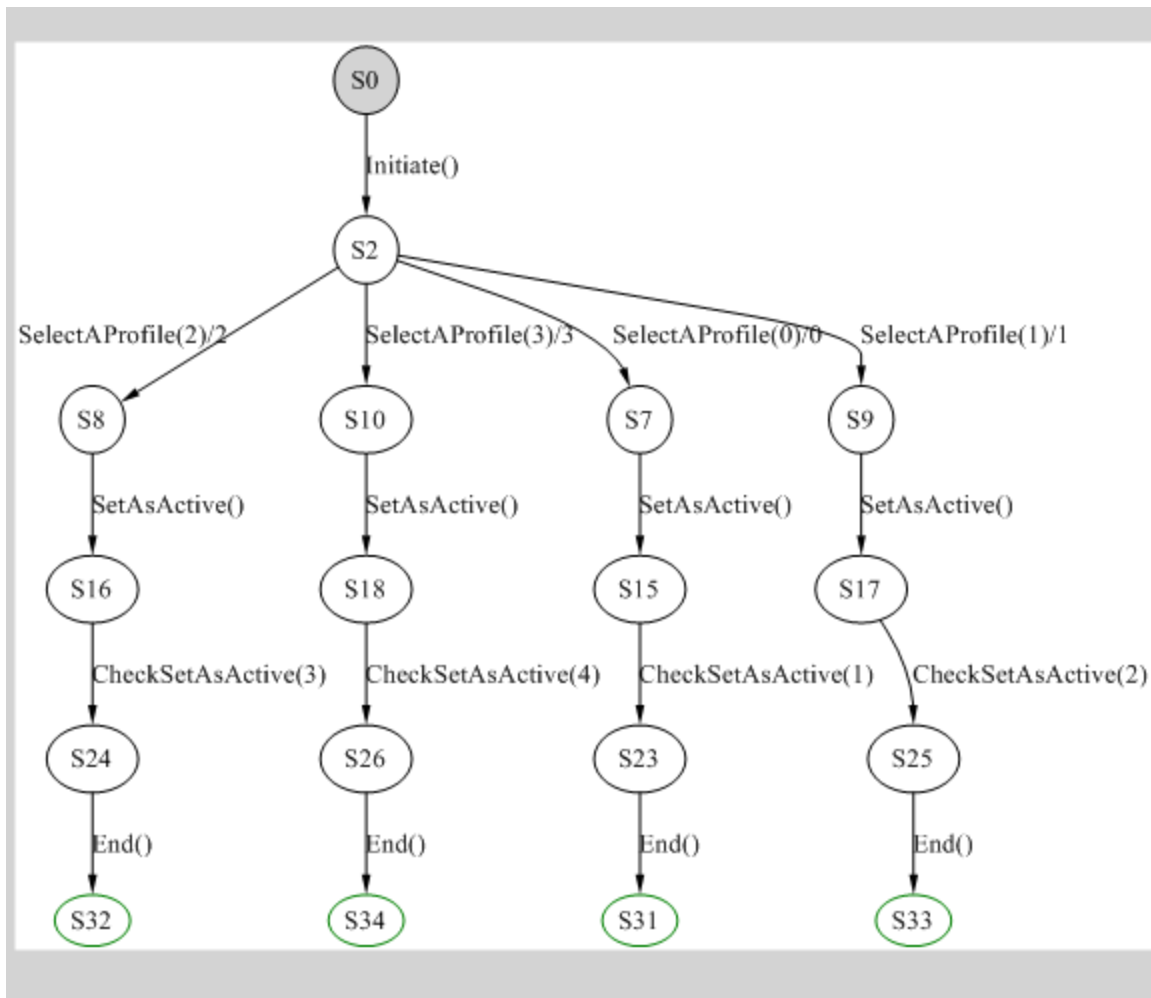 S0
Initiate()
S2
SelectAProfile(2)/2 SelectAProfile(3)/3 SelectAProfile(0)/0 SelectAProfile(1)/1
S8 S10 S7 S9
SetAsActive() SetAsActive() SetAsActive() SetAsActive()
S16 S18 S15 S17
CheckSetAsActive(3) CheckSetAsActive(4) CheckSetAsActive(1) CheckSetAsActive(2)
S24 S26 S23 S25
End() End() End() End()
S32 S34 S31 S33